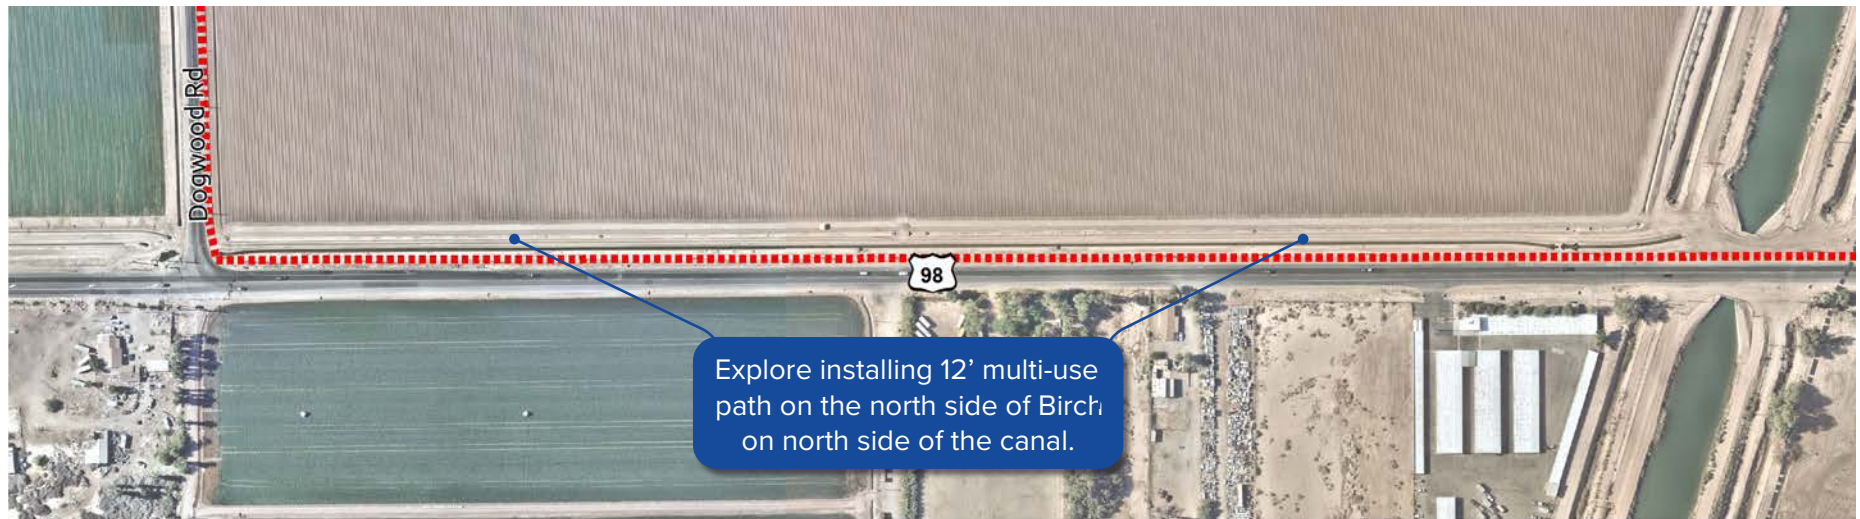 Dogwood Rd
98
Explore installing 12’ multi-use
path on the north side of Birch
on north side of the canal.